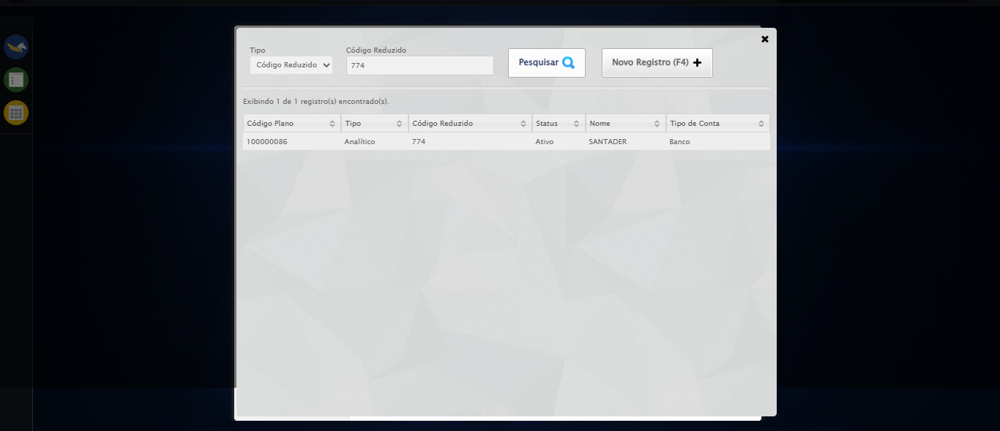 Tipo
Código Reduzido
Código Reduzido
774
Pesquisar
Novo Registro (F4)
Exibindo 1 de 1 registro(s) encontrado(s).
Código Plano Tipo Código Reduzido Status Nome Tipo de Conta
100000086 Analítico 774 Ativo SANTADER Banco